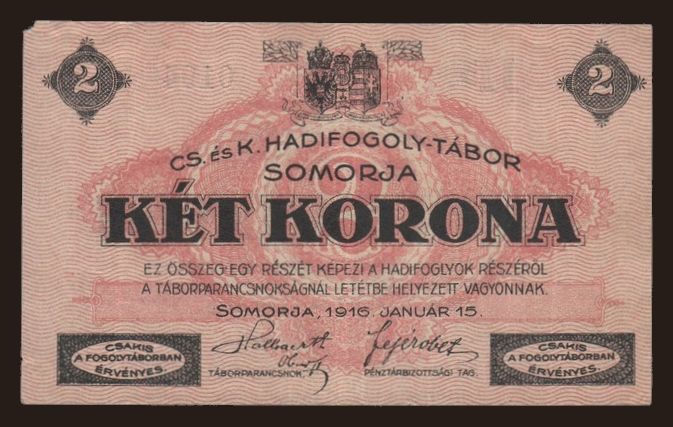 2
2
CS. ÉS K. HADIFOGOLY-TÁBOR
SOMORJA
KÉT KORONA
EZ ÖSSZEG EGY RÉSZÉT KÉPEZI A HADIFOGLYOK RÉSZÉRŐL
A TÁBORPARANCSNOKSÁGNÁL LETÉTBE HELYEZETT VAGYONNAK.
SOMORJA, 1916. JANUÁR 15.
CSAKIS
A FOGOLYTÁBORBAN
ÉRVÉNYES.
TÁBORPARANCSNOK.
PÉNZTÁRBIZOTTSÁGI TAG.
CSAKIS
A FOGOLYTÁBORBAN
ÉRVÉNYES.